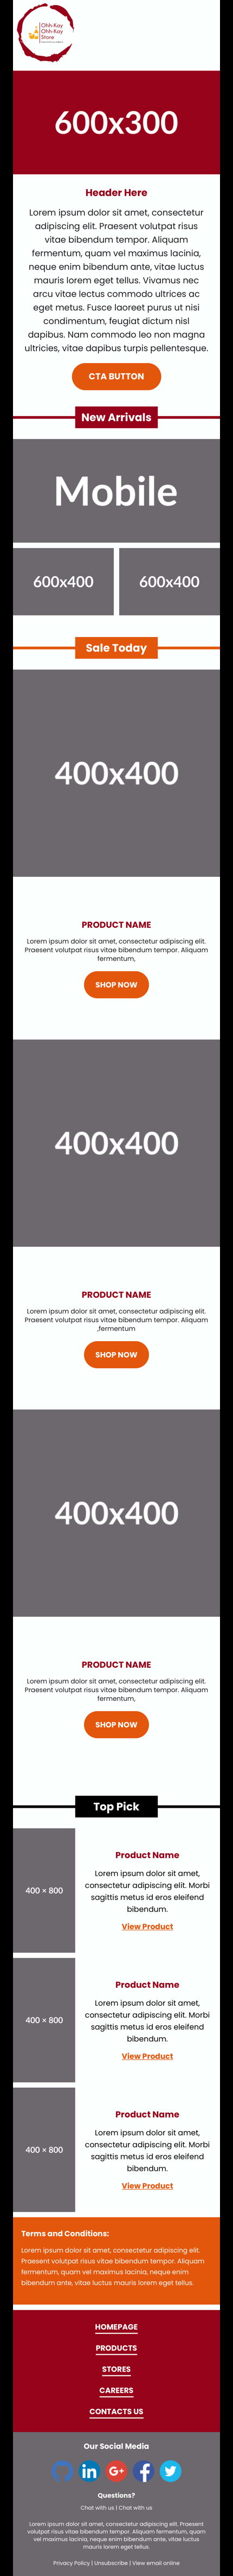 Ohh-Kay
Ohh-Kay
Store
600x300
Header Here
Lorem ipsum dolor sit amet, consectetur
adipiscing elit. Praesent volutpat risus
vitae bibendum tempor. Aliquam
fermentum, quam vel maximus lacinia,
neque enim bibendum ante, vitae luctus
mauris lorem eget tellus. Vivamus nec
arcu vitae lectus commodo ultrices ac
eget metus. Fusce laoreet purus ut nisi
condimentum, feugiat dictum nisl
dapibus. Nam commodo leo non magna
ultricies, vitae dapibus turpis pellentesque.
CTA BUTTON
New Arrivals
Mobile
600x400 600x400
Sale Today
400x400
PRODUCT NAME
Lorem ipsum dolor sit amet, consectetur adipiscing elit.
Praesent volutpat risus vitae bibendum tempor. Aliquam
fermentum,
SHOP NOW
400x400
PRODUCT NAME
Lorem ipsum dolor sit amet, consectetur adipiscing elit.
Praesent volutpat risus vitae bibendum tempor. Aliquam
,fermentum
SHOP NOW
400x400
PRODUCT NAME
Lorem ipsum dolor sit amet, consectetur adipiscing elit.
Praesent volutpat risus vitae bibendum tempor. Aliquam
fermentum,
SHOP NOW
Top Pick
400 × 800
Product Name
Lorem ipsum dolor sit amet,
consectetur adipiscing elit. Morbi
sagittis metus id eros eleifend
bibendum.
View Product
400 × 800
Product Name
Lorem ipsum dolor sit amet,
consectetur adipiscing elit. Morbi
sagittis metus id eros eleifend
bibendum.
View Product
400 × 800
Product Name
Lorem ipsum dolor sit amet,
consectetur adipiscing elit. Morbi
sagittis metus id eros eleifend
bibendum.
View Product
Terms and Conditions:
Lorem ipsum dolor sit amet, consectetur adipiscing elit.
Praesent volutpat risus vitae bibendum tempor. Aliquam
fermentum, quam vel maximus lacinia, neque enim
bibendum ante, vitae luctus mauris lorem eget tellus.
HOMEPAGE
PRODUCTS
STORES
CAREERS
CONTACTS US
Our Social Media
in G+ f
Questions?
Chat with us | Chat with us
Lorem ipsum dolor sit amet, consectetur adipiscing elit. Praesent
volutpat risus vitae bibendum tempor. Aliquam fermentum, quam
vel maximus lacinia, neque enim bibendum ante, vitae luctus
mauris lorem eget tellus.
Privacy Policy | Unsubscribe | View email online